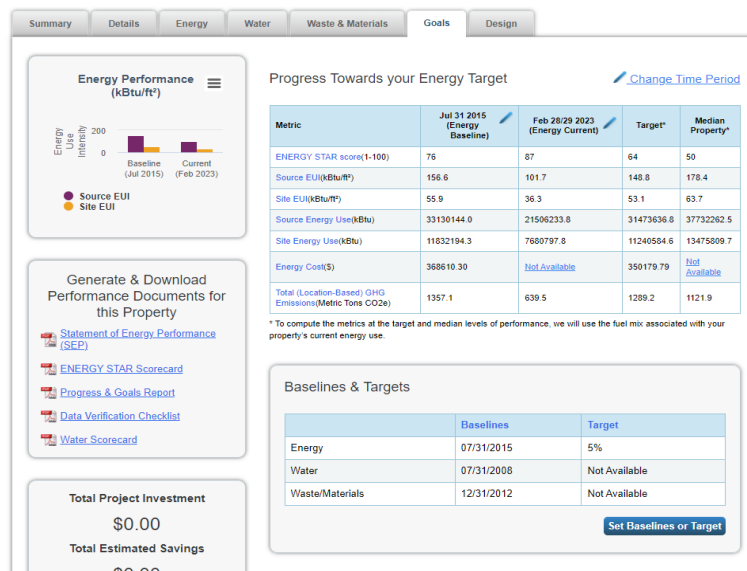 Summary Details Energy Water Waste & Materials Goals Design
Energy Performance
(kBtu/ft²)
Energy
Use
Intensity
200
0
Baseline
(Jul 2015)
Current
(Feb 2023)
Source EUI
Site EUI
Generate & Download
Performance Documents for
this Property
Statement of Energy Performance
(SEP)
ENERGY STAR Scorecard
Progress & Goals Report
Data Verification Checklist
Water Scorecard
Total Project Investment
$0.00
Total Estimated Savings
Progress Towards your Energy Target
Change Time Period
Metric
Jul 31 2015
(Energy
Baseline)
Feb 28/29 2023
(Energy Current)
Target*
Median
Property*
ENERGY STAR score(1-100) 76 87 64 50
Source EUI(kBtu/ft²) 156.6 101.7 148.8 178.4
Site EUI(kBtu/ft²) 55.9 36.3 53.1 63.7
Source Energy Use(kBtu) 33130144.0 21506233.8 31473636.8 37732262.5
Site Energy Use(kBtu) 11832194.3 7680797.8 11240584.6 13475809.7
Energy Cost($) 368610.30 Not Available 350179.79 Not
Available
Total (Location-Based) GHG
Emissions(Metric Tons CO2e) 1357.1 639.5 1289.2 1121.9
* To compute the metrics at the target and median levels of performance, we will use the fuel mix associated with your
property's current energy use.
Baselines & Targets
Baselines Target
Energy 07/31/2015 5%
Water 07/31/2008 Not Available
Waste/Materials 12/31/2012 Not Available
Set Baselines or Target